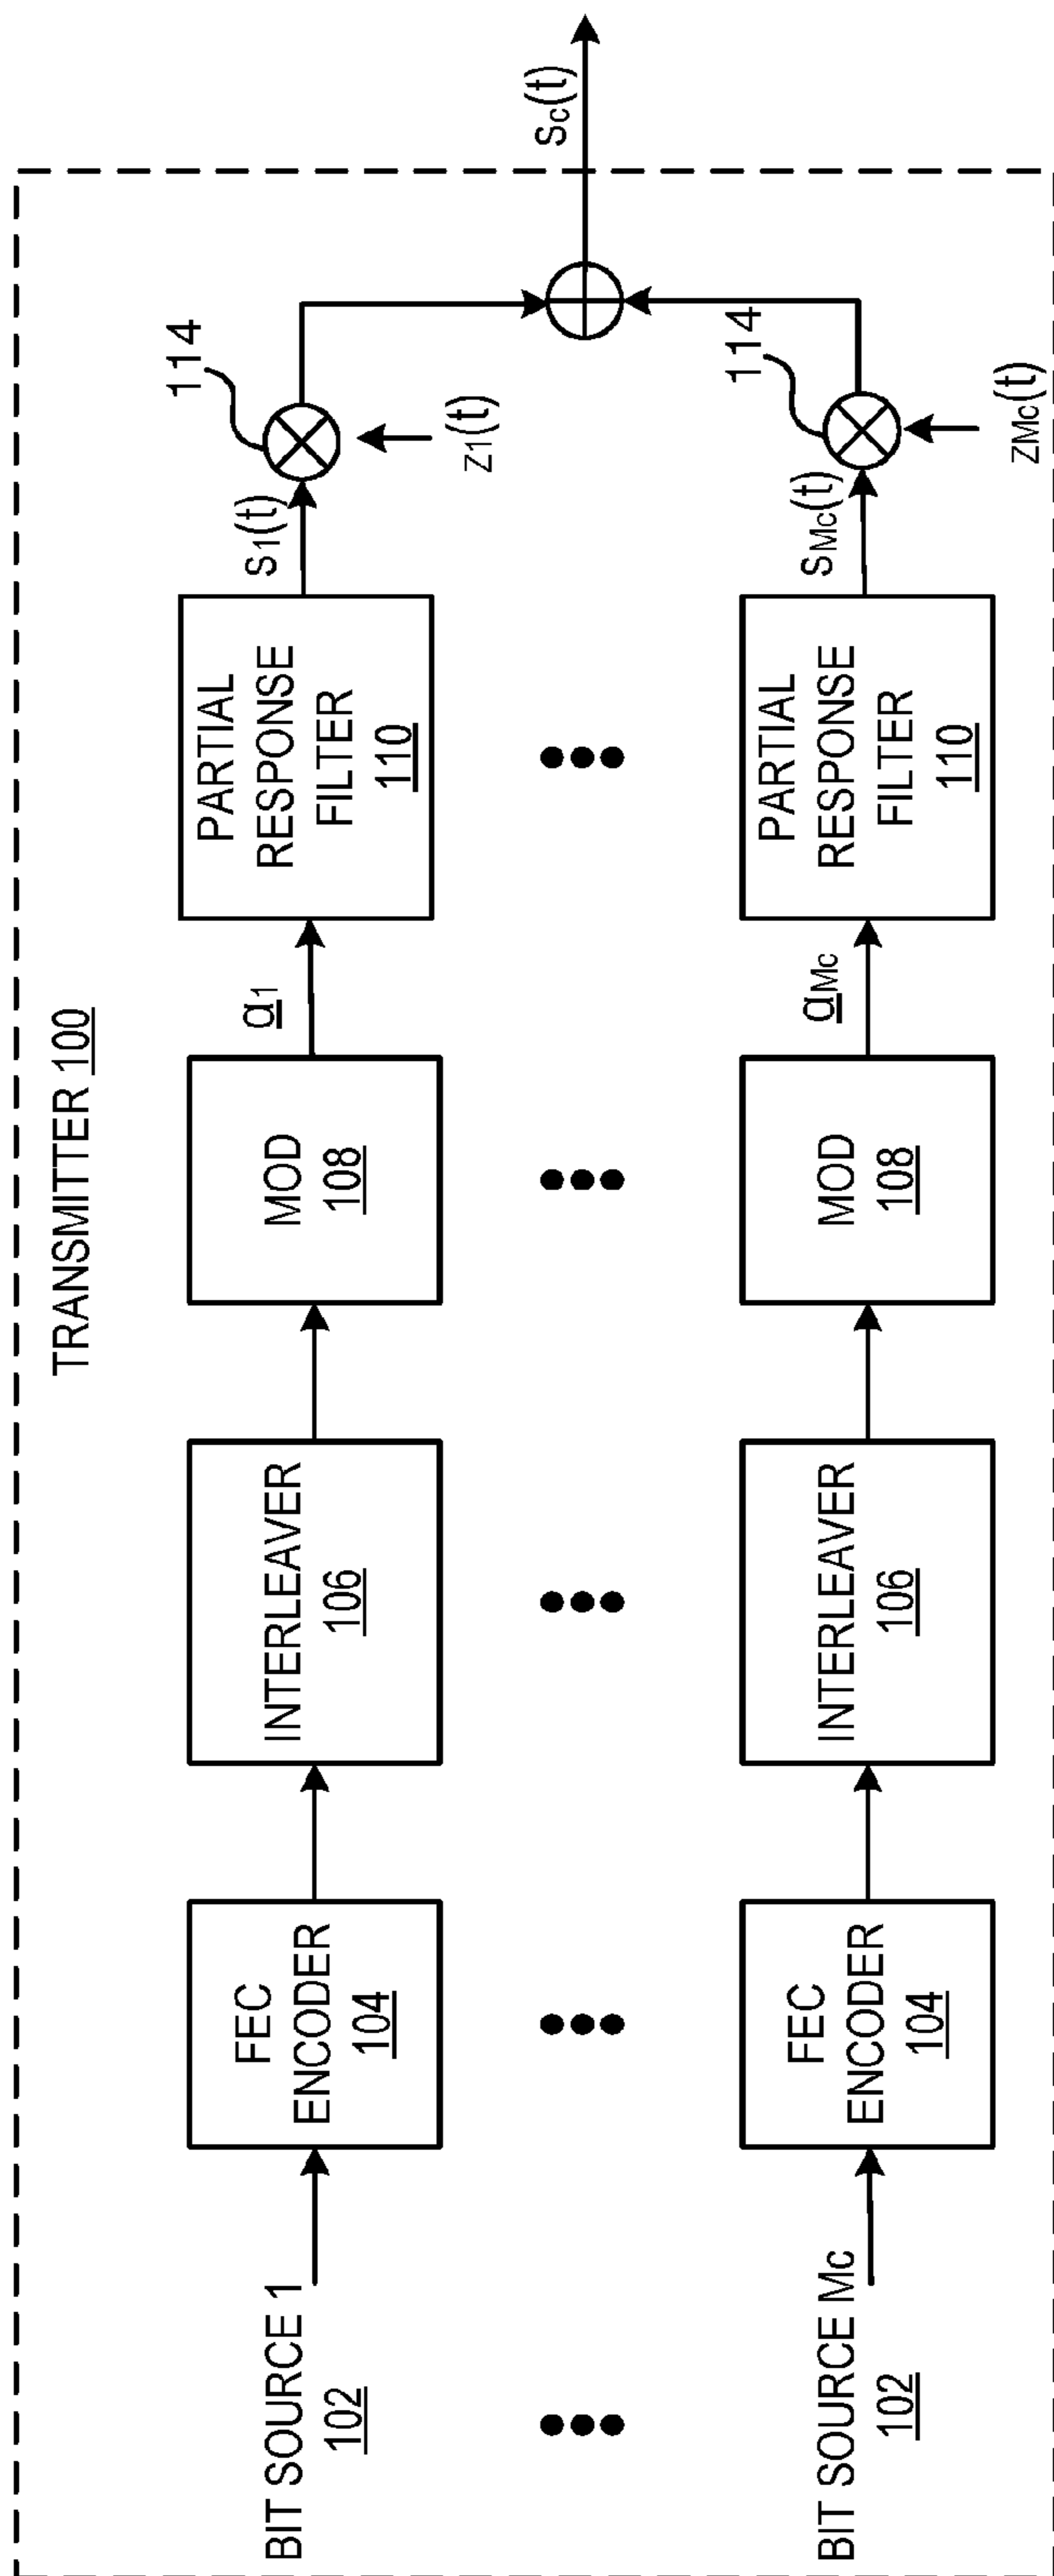 TRANSMITTER 100
BIT SOURCE 1
102
FEC
ENCODER
104
INTERLEAVER
106
MOD
108
α1
PARTIAL
RESPONSE
FILTER
110
s1(t)
114
z1(t)
sc(t)
BIT SOURCE Mc
102
FEC
ENCODER
104
INTERLEAVER
106
MOD
108
αMc
PARTIAL
RESPONSE
FILTER
110
sMc(t)
114
zMc(t)